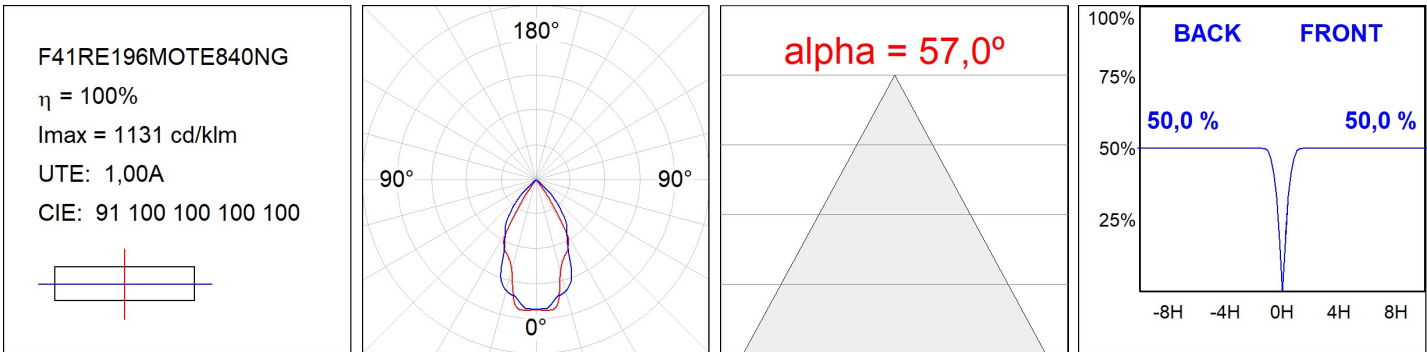 F41RE196MOTE840NG
η = 100%
Imax = 1131 cd/klm
UTE: 1,00A
CIE: 91 100 100 100 100
180°
90° 90°
0°
alpha = 57,0º
100%
BACK FRONT
75%
50,0 % 50,0 %
50%
25%
-8H -4H 0H 4H 8H